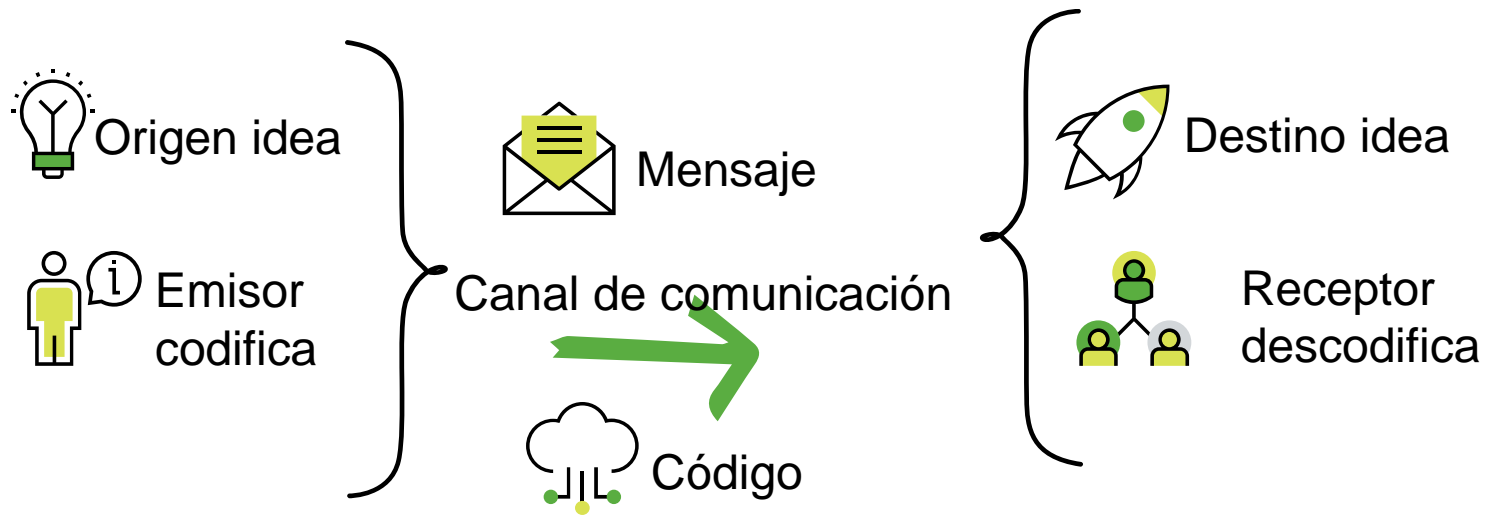 Origen idea
Emisor
codifica
Mensaje
Canal de comunicación
Código
Destino idea
Receptor
descodifica